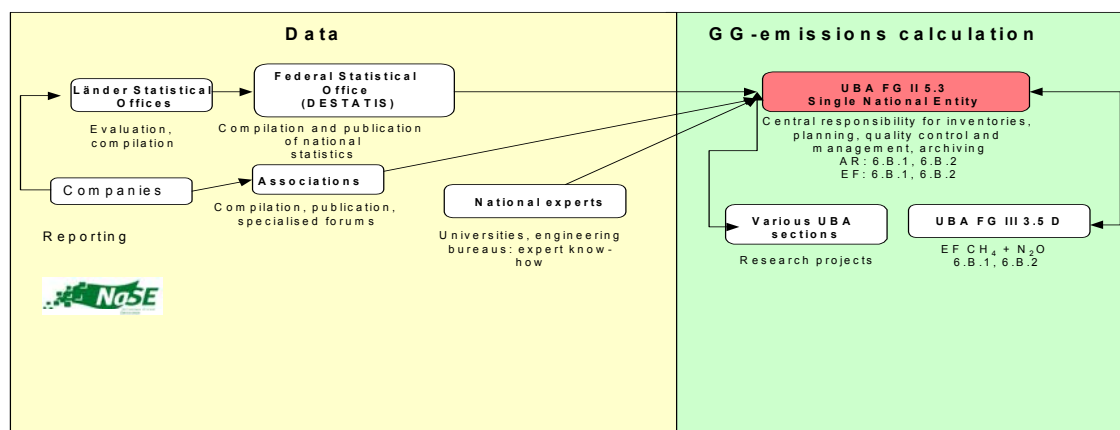 Data
Länder Statistical
Offices
Evaluation,
compilation
Federal Statistical
Office
(DESTATIS)
Compilation and publication
of national
statistics
Companies
Reporting
Associations
Compilation, publication,
specialised forums
National experts
Universities, engineering
bureaus: expert know-
how
NaSE
GG-emissions calculation
UBA FG II 5.3
Single National Entity
Central responsibility for inventories,
planning, quality control and
management, archiving
AR: 6.B.1, 6.B.2
EF: 6.B.1, 6.B.2
Various UBA
sections
Research projects
UBA FG III 3.5 D
EF CH₄ + N₂O
6.B.1, 6.B.2